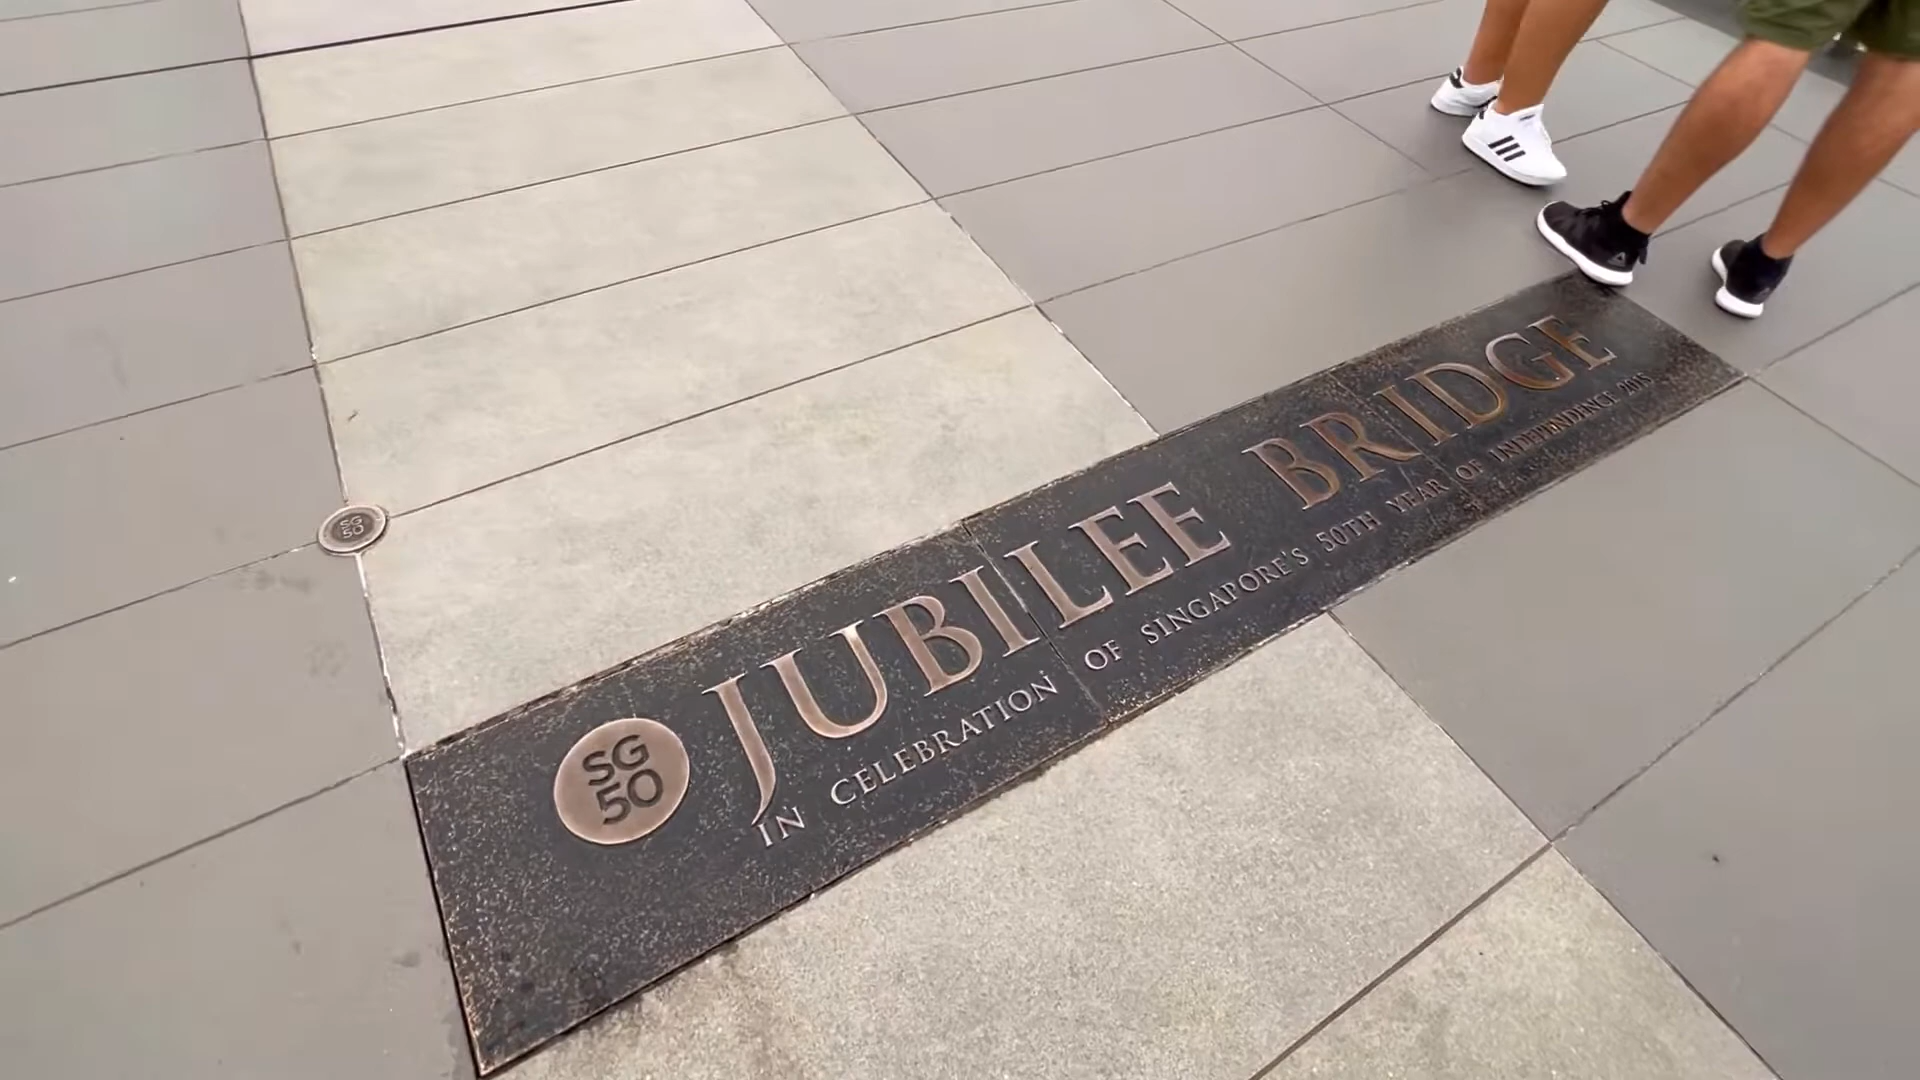 SG
50
SG
50
JUBILEE BRIDGE
IN CELEBRATION OF SINGAPORE'S 50TH YEAR OF INDEPENDENCE 2015